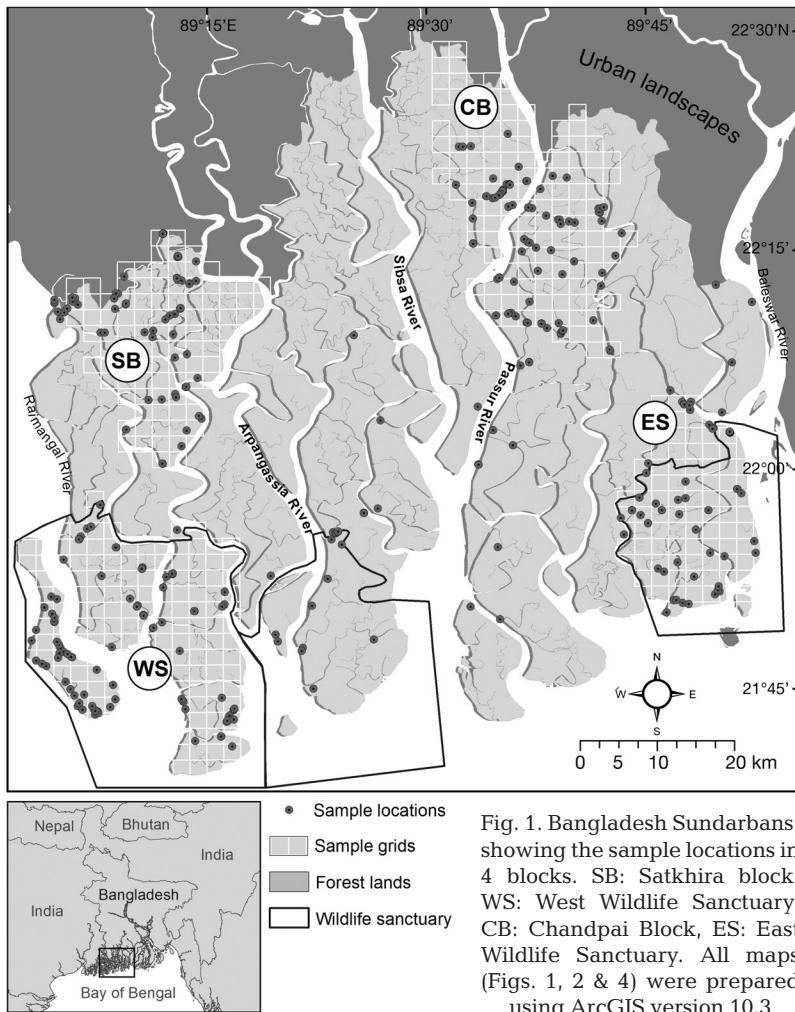 89°15'E 89°30' 89°45' 22°30'N
Urban landscapes
CB
22°15'
Sibsa River
Baleswar River
SB
Passur River
Raimangal River
ES
Arpangassia River
22°00'
WS
21°45'
N
W E
S
0 5 10 20 km
Nepal
Bhutan
India
Bangladesh
India
Bay of Bengal
Sample locations
Sample grids
Forest lands
Wildlife sanctuary
Fig. 1. Bangladesh Sundarbans
showing the sample locations in
4 blocks. SB: Satkhira block
WS: West Wildlife Sanctuary
CB: Chandpai Block, ES: East
Wildlife Sanctuary. All maps
(Figs. 1, 2 & 4) were prepared
using ArcGIS version 10.3